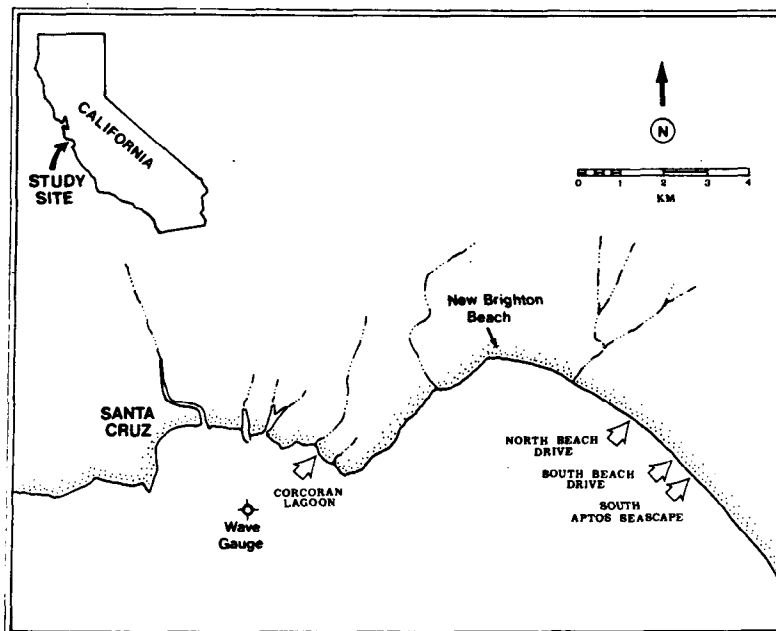 CALIFORNIA
STUDY
SITE
N
0 1 2 3 4
KM
New Brighton
Beach
SANTA
CRUZ
NORTH BEACH
DRIVE
SOUTH BEACH
DRIVE
SOUTH
APTOS SEASCAPE
CORCORAN
LAGOON
Wave
Gauge